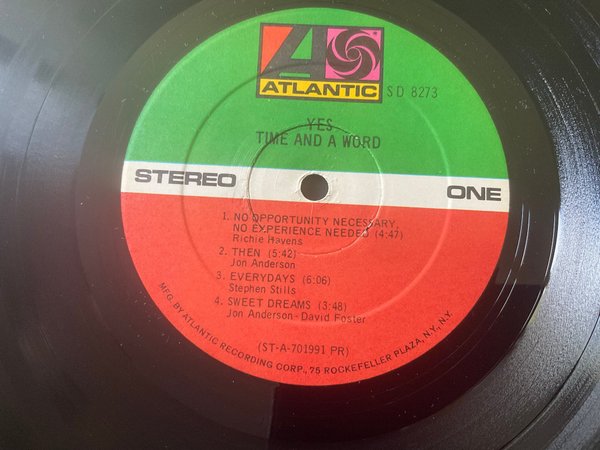 ATLANTIC
SD 8273
YES
TIME AND A WORD
STEREO
ONE
1. NO OPPORTUNITY NECESSARY,
NO EXPERIENCE NEEDED (4:47)
Richie Havens
2. THEN (5:42)
Jon Anderson
3. EVERYDAYS (6:06)
Stephen Stills
4. SWEET DREAMS (3:48)
Jon Anderson-David Foster
(ST-A-701991 PR)
MFG. BY ATLANTIC RECORDING CORP., 75 ROCKEFELLER PLAZA, N.Y., N.Y.